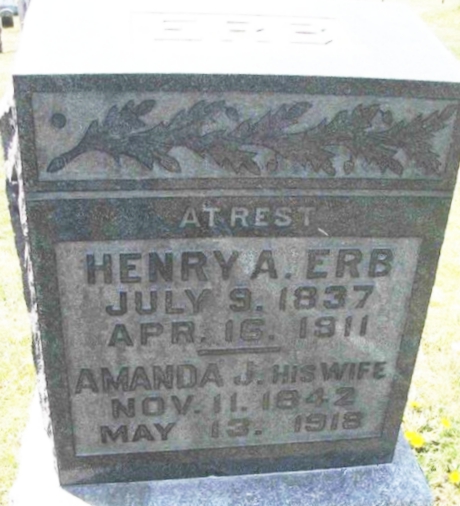 ERB
AT REST
HENRY A. ERB
JULY 9. 1837
APR. 16. 1911
AMANDA J. HIS WIFE
NOV. 11. 1842
MAY 13. 1918